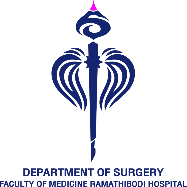 DEPARTMENT OF SURGERY
FACULTY OF MEDICINE RAMATHIBODI HOSPITAL